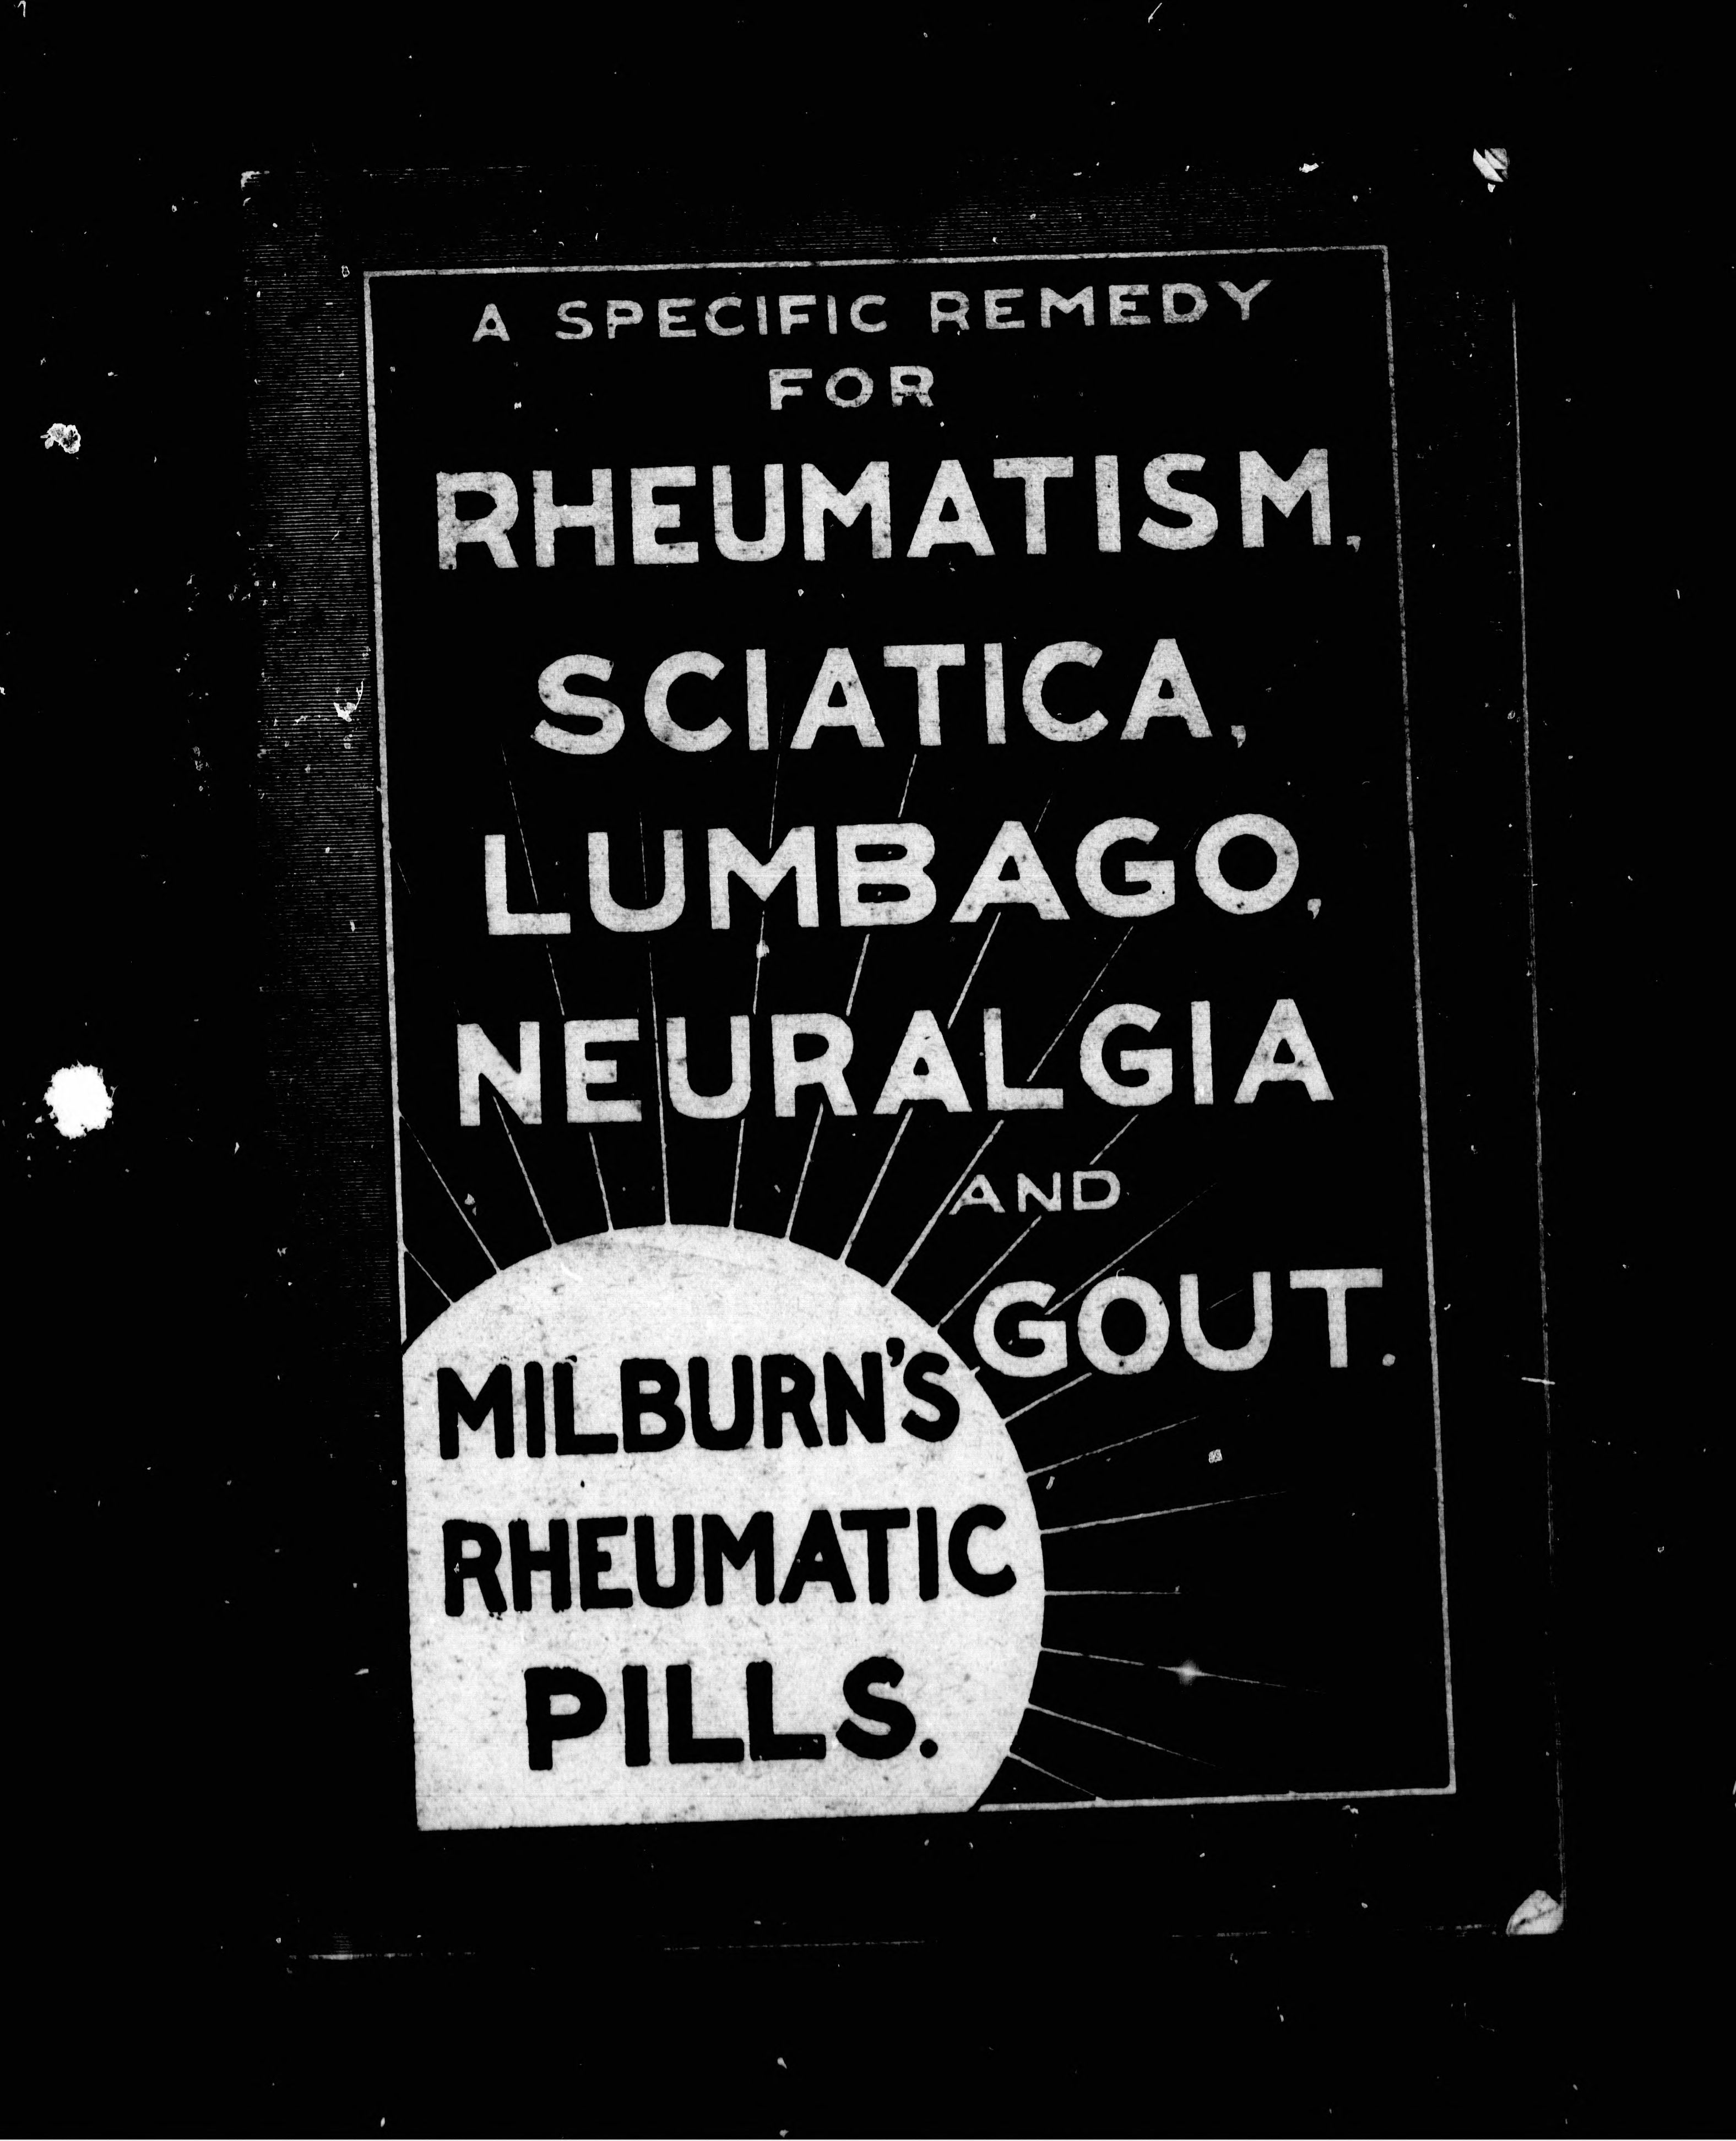 A SPECIFIC REMEDY
FOR
RHEUMATISM,
SCIATICA,
LUMBAGO,
NEURALGIA
AND
GOUT.
MILBURN'S
RHEUMATIC
PILLS.